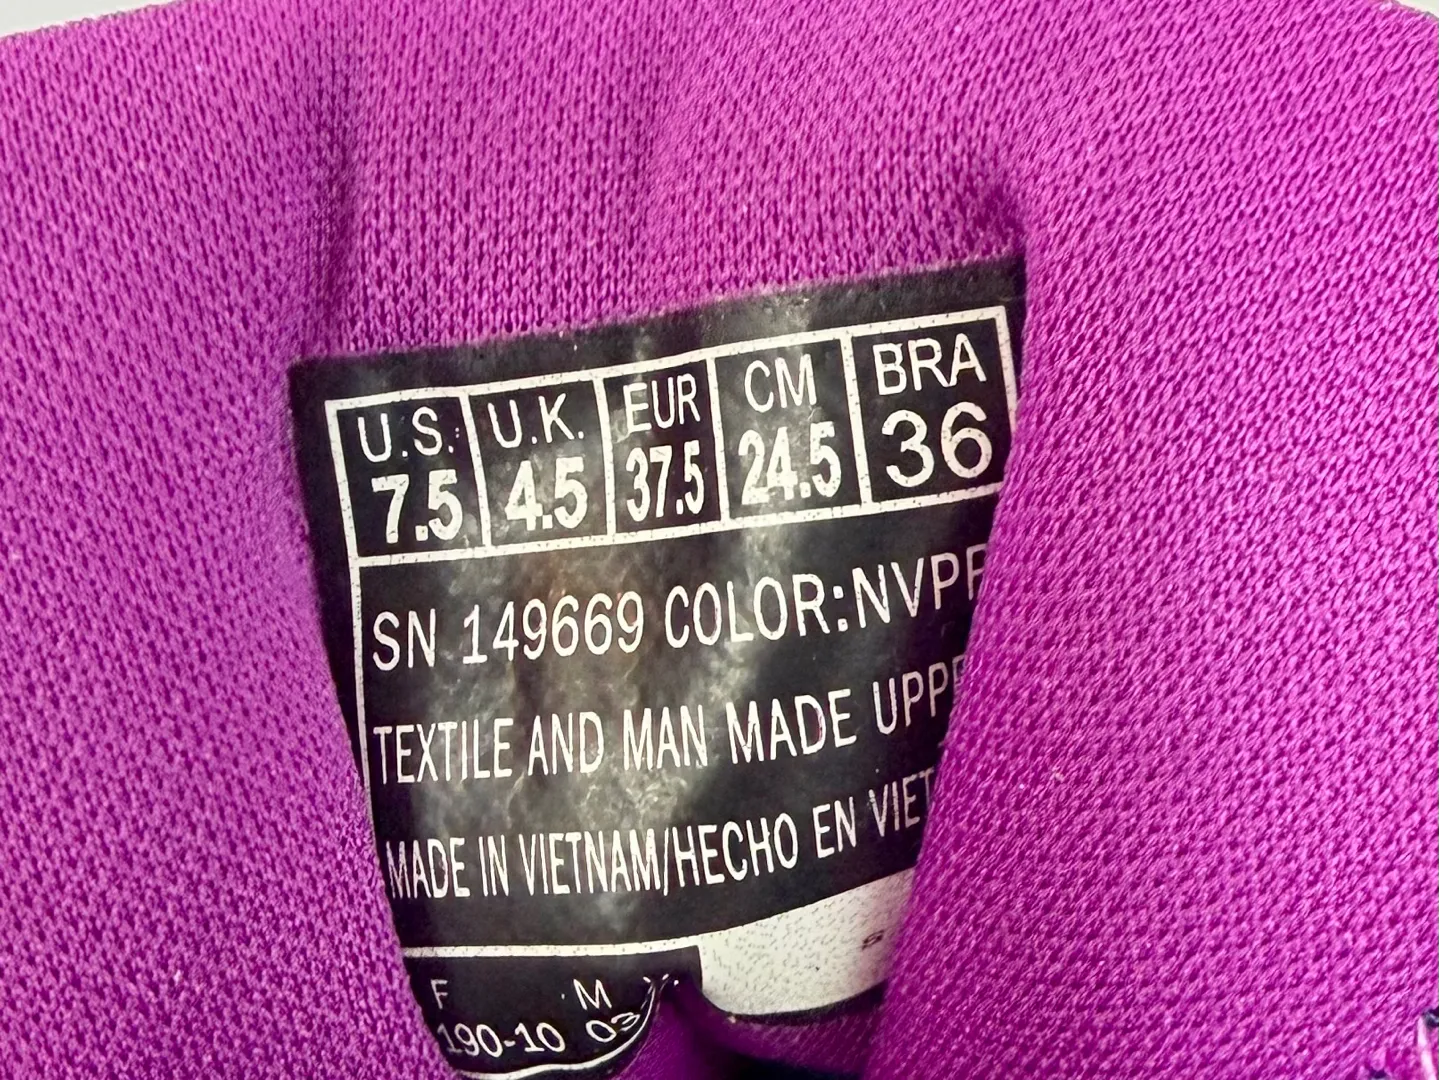 U.S. U.K. EUR CM BRA
7.5 4.5 37.5 24.5 36
SN 149669 COLOR:NVPR
TEXTILE AND MAN MADE UPPE
MADE IN VIETNAM/HECHO EN VIET
F M
190-10 03